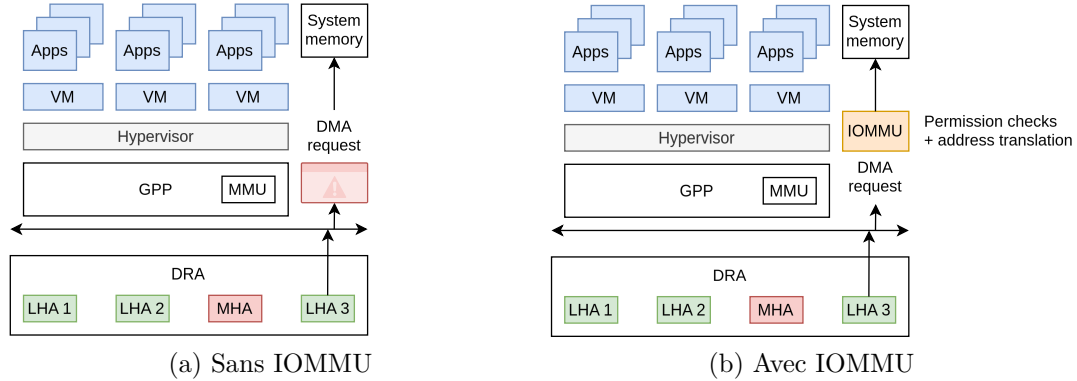 Apps
Apps
Apps
System
memory
VM
VM
VM
Hypervisor
DMA
request
GPP
MMU
DRA
LHA 1
LHA 2
MHA
LHA 3
(a) Sans IOMMU
Apps
Apps
Apps
System
memory
VM
VM
VM
Hypervisor
IOMMU
Permission checks
+ address translation
GPP
MMU
DMA
request
DRA
LHA 1
LHA 2
MHA
LHA 3
(b) Avec IOMMU